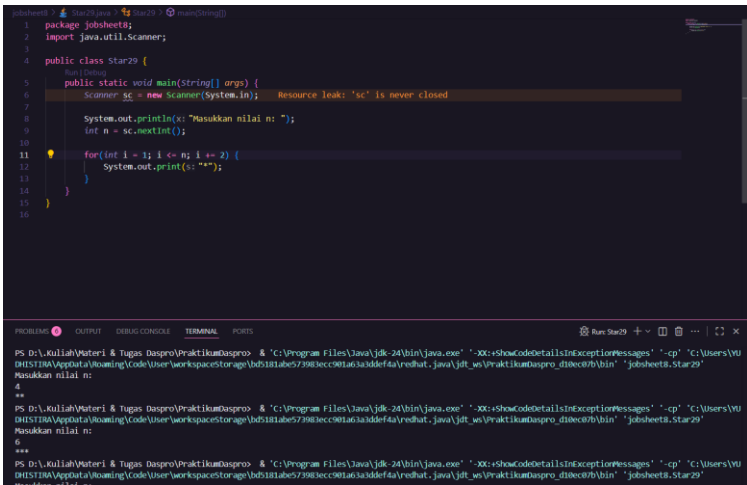 jobsheet8 > Star29.java > Star29 > main(String[])
1 package jobsheet8;
2 import java.util.Scanner;
3
4 public class Star29 {
Run | Debug
5 public static void main(String[] args) {
6 Scanner sc = new Scanner(System.in); Resource leak: 'sc' is never closed
7
8 System.out.println(x: "Masukkan nilai n: ");
9 int n = sc.nextInt();
10
11 for(int i = 1; i <= n; i += 2) {
12 System.out.print(s: "*");
13 }
14 }
15 }
16
PROBLEMS 6 OUTPUT DEBUG CONSOLE TERMINAL PORTS Run: Star29
PS D:\.Kuliah\Materi & Tugas Daspro\PraktikumDaspro> & 'C:\Program Files\Java\jdk-24\bin\java.exe' '-XX:+ShowCodeDetailsInExceptionMessages' '-cp' 'C:\Users\YU
DHISTIRA\AppData\Roaming\Code\User\workspaceStorage\bd5181abe573983ecc901a63a3ddef4a\redhat.java\jdt_ws\PraktikumDaspro_d10ec07b\bin' 'jobsheet8.Star29'
Masukkan nilai n:
4
**
PS D:\.Kuliah\Materi & Tugas Daspro\PraktikumDaspro> & 'C:\Program Files\Java\jdk-24\bin\java.exe' '-XX:+ShowCodeDetailsInExceptionMessages' '-cp' 'C:\Users\YU
DHISTIRA\AppData\Roaming\Code\User\workspaceStorage\bd5181abe573983ecc901a63a3ddef4a\redhat.java\jdt_ws\PraktikumDaspro_d10ec07b\bin' 'jobsheet8.Star29'
Masukkan nilai n:
6
***
PS D:\.Kuliah\Materi & Tugas Daspro\PraktikumDaspro> & 'C:\Program Files\Java\jdk-24\bin\java.exe' '-XX:+ShowCodeDetailsInExceptionMessages' '-cp' 'C:\Users\YU
DHISTIRA\AppData\Roaming\Code\User\workspaceStorage\bd5181abe573983ecc901a63a3ddef4a\redhat.java\jdt_ws\PraktikumDaspro_d10ec07b\bin' 'jobsheet8.Star29'
Masukkan nilai n: